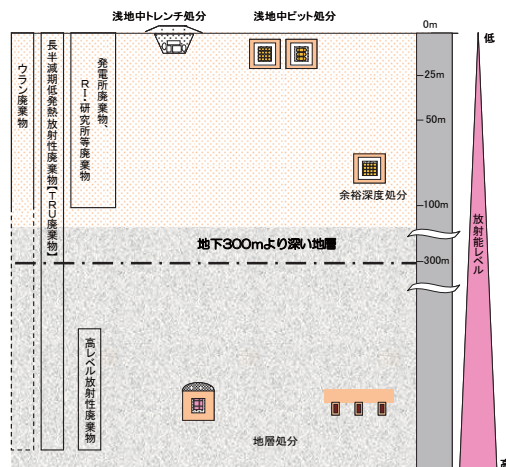 浅地中トレンチ処分
浅地中ピット処分
0m
低
ウラン廃棄物
長半減期低発熱放射性廃棄物【TRU廃棄物】
発電所廃棄物、
RI・研究所等廃棄物
25m
50m
余裕深度処分
100m
放射能レベル
地下300mより深い地層
300m
高レベル放射性廃棄物
地層処分
高